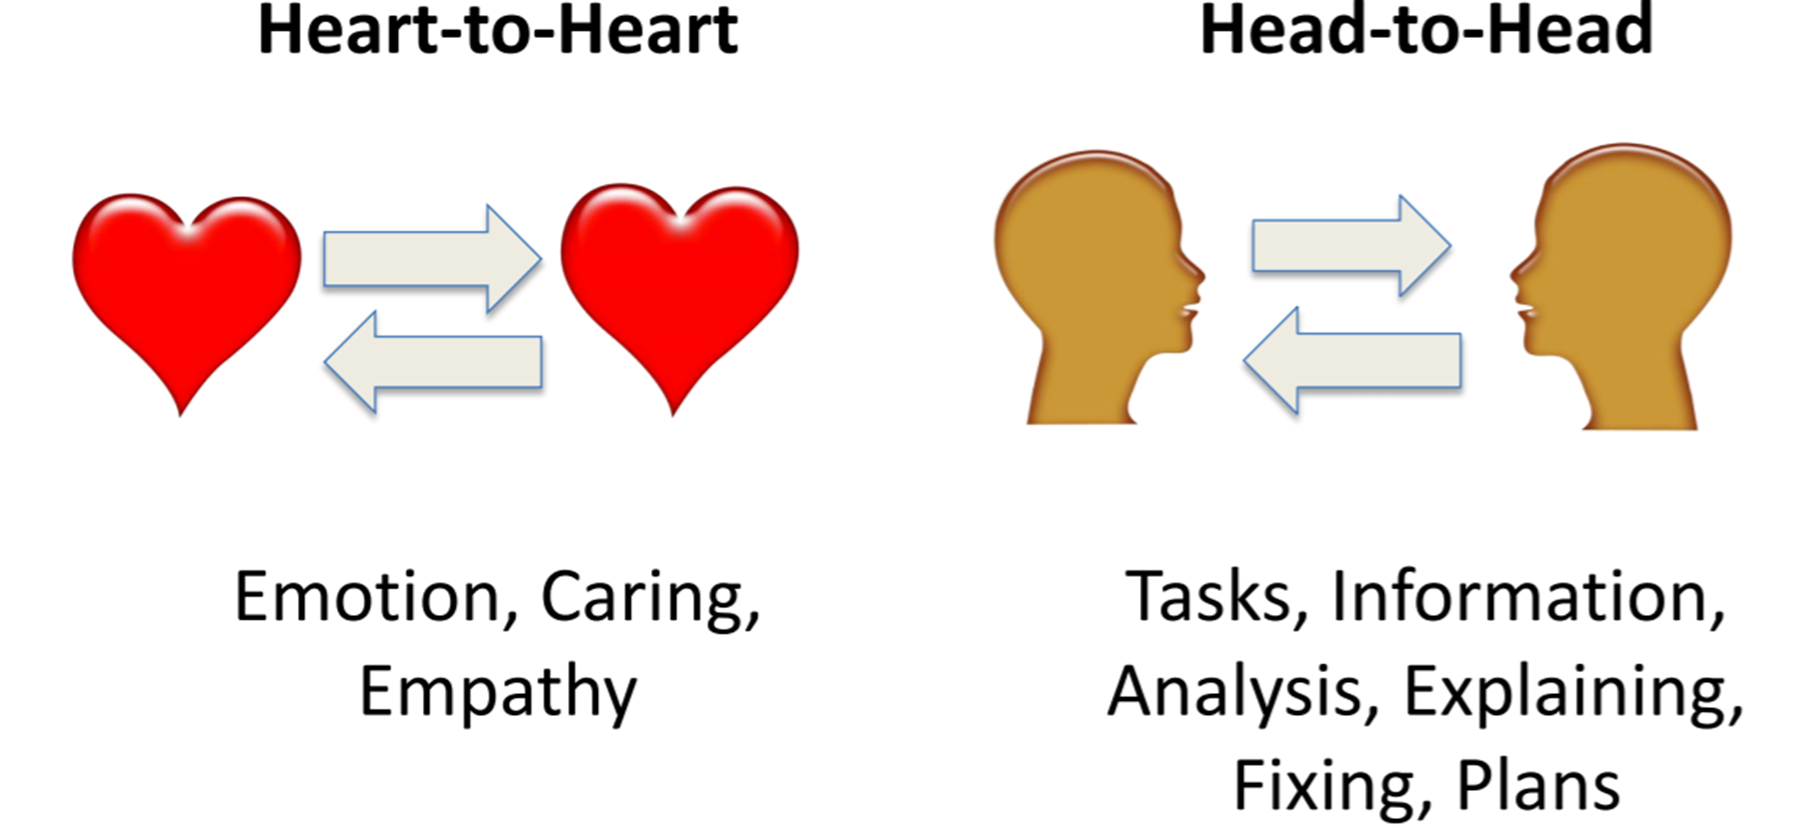 Heart-to-Heart
Emotion, Caring,
Empathy
Head-to-Head
Tasks, Information,
Analysis, Explaining,
Fixing, Plans